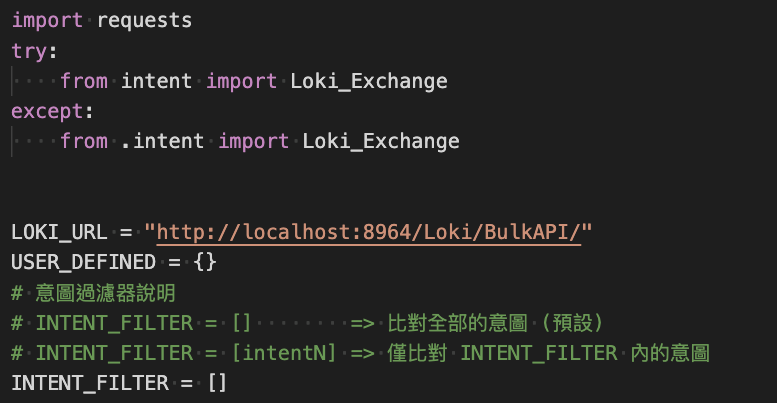 import requests
try:
    from intent import Loki_Exchange
except:
    from .intent import Loki_Exchange
LOKI_URL = "http://localhost:8964/Loki/BulkAPI/"
USER_DEFINED = {}
# 意圖過濾器說明
# INTENT_FILTER = []        => 比對全部的意圖 (預設)
# INTENT_FILTER = [intentN] => 僅比對 INTENT_FILTER 內的意圖
INTENT_FILTER = []